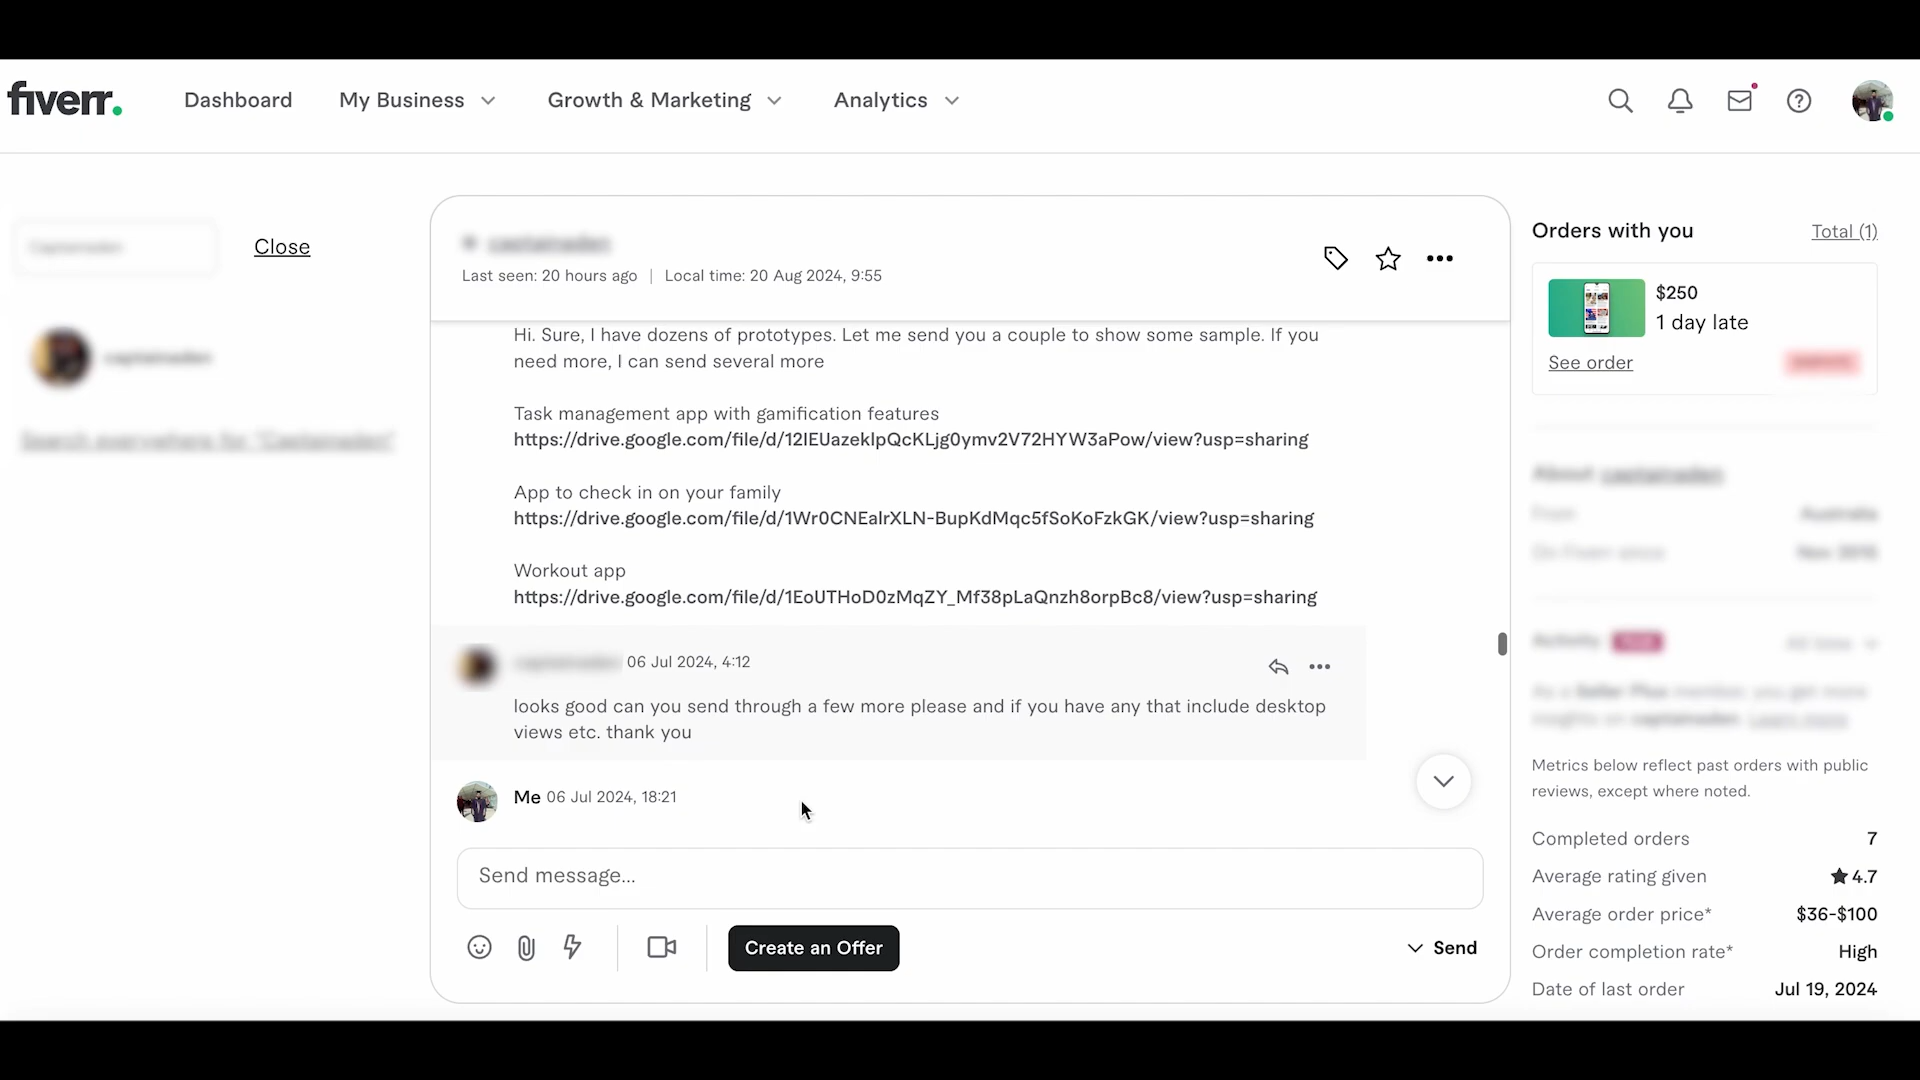 fiverr.
Dashboard
My Business
Growth & Marketing
Analytics
Close
Last seen: 20 hours ago | Local time: 20 Aug 2024, 9:55
Hi. Sure, I have dozens of prototypes. Let me send you a couple to show some sample. If you
need more, I can send several more
Task management app with gamification features
https://drive.google.com/file/d/12IEUazeklpQcKLjg0ymv2V72HYW3aPow/view?usp=sharing
App to check in on your family
https://drive.google.com/file/d/1Wr0CNEalrXLN-BupKdMqc5fSoKoFzkGK/view?usp=sharing
Workout app
https://drive.google.com/file/d/1EoUTHoD0zMqZY_Mf38pLaQnzh8orpBc8/view?usp=sharing
06 Jul 2024, 4:12
looks good can you send through a few more please and if you have any that include desktop
views etc. thank you
Me 06 Jul 2024, 18:21
Send message...
Create an Offer
Send
Orders with you
Total (1)
$250
1 day late
See order
Metrics below reflect past orders with public
reviews, except where noted.
Completed orders 7
Average rating given ★ 4.7
Average order price* $36-$100
Order completion rate* High
Date of last order Jul 19, 2024